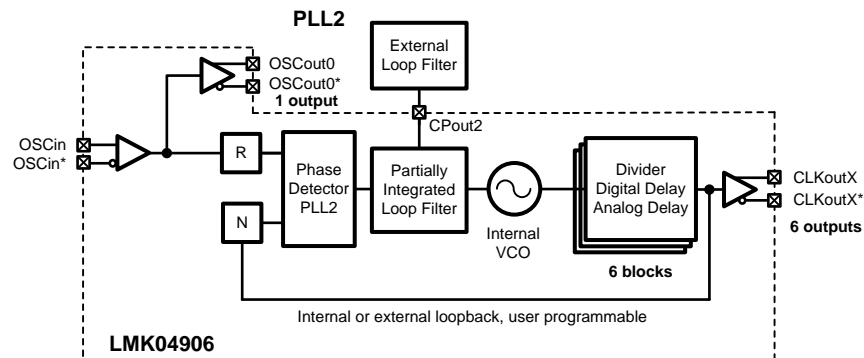 PLL2
External
Loop Filter
OSCout0
OSCout0*
1 output
CPout2
OSCin
OSCin*
R
N
Phase
Detector
PLL2
Partially
Integrated
Loop Filter
Internal
VCO
Divider
Digital Delay
Analog Delay
6 blocks
CLKoutX
CLKoutX*
6 outputs
Internal or external loopback, user programmable
LMK04906